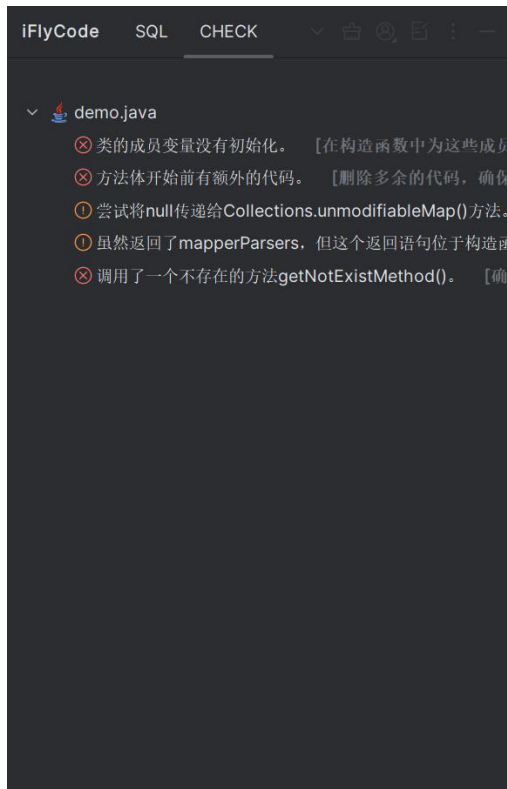 iFlyCode SQL CHECK
demo.java
类的成员变量没有初始化。 [在构造函数中为这些成员
方法体开始前有额外的代码。 [删除多余的代码，确保
尝试将null传递给Collections.unmodifiableMap()方法。
虽然返回了mapperParsers，但这个返回语句位于构造函
调用了一个不存在的方法getNotExistMethod()。 [确